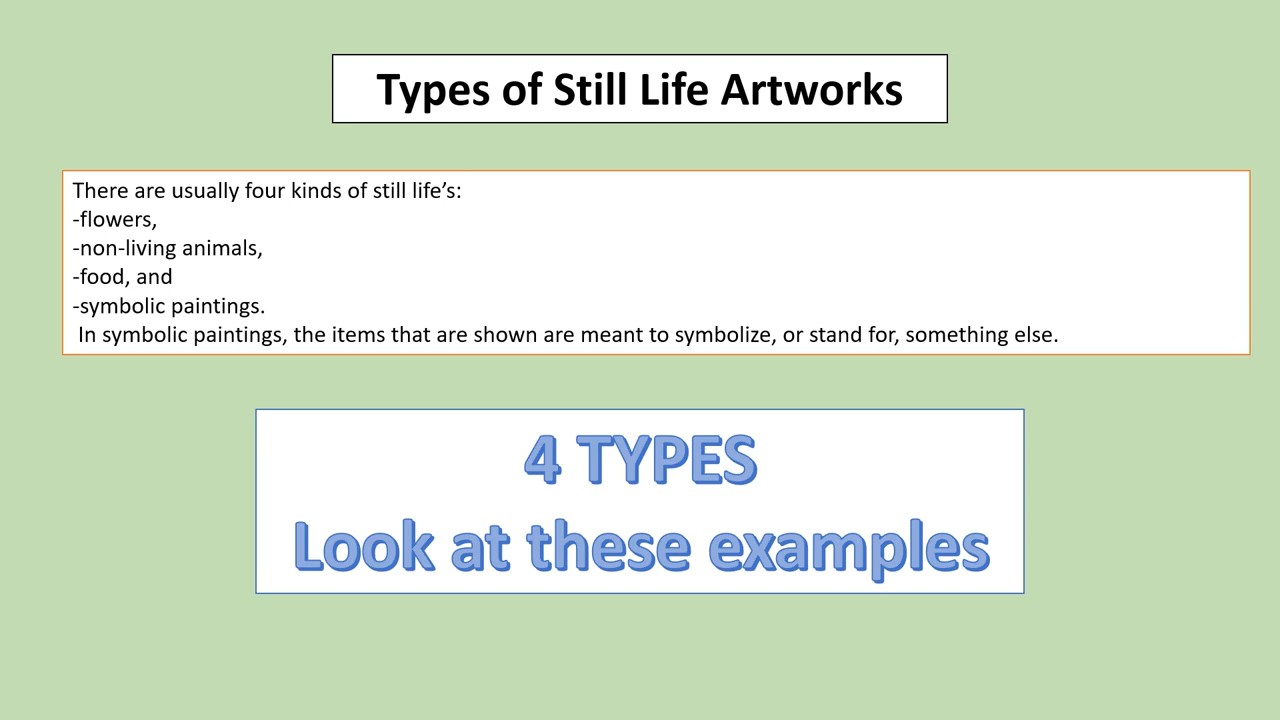 Types of Still Life Artworks
There are usually four kinds of still life’s:
-flowers,
-non-living animals,
-food, and
-symbolic paintings.
In symbolic paintings, the items that are shown are meant to symbolize, or stand for, something else.
4 TYPES
Look at these examples